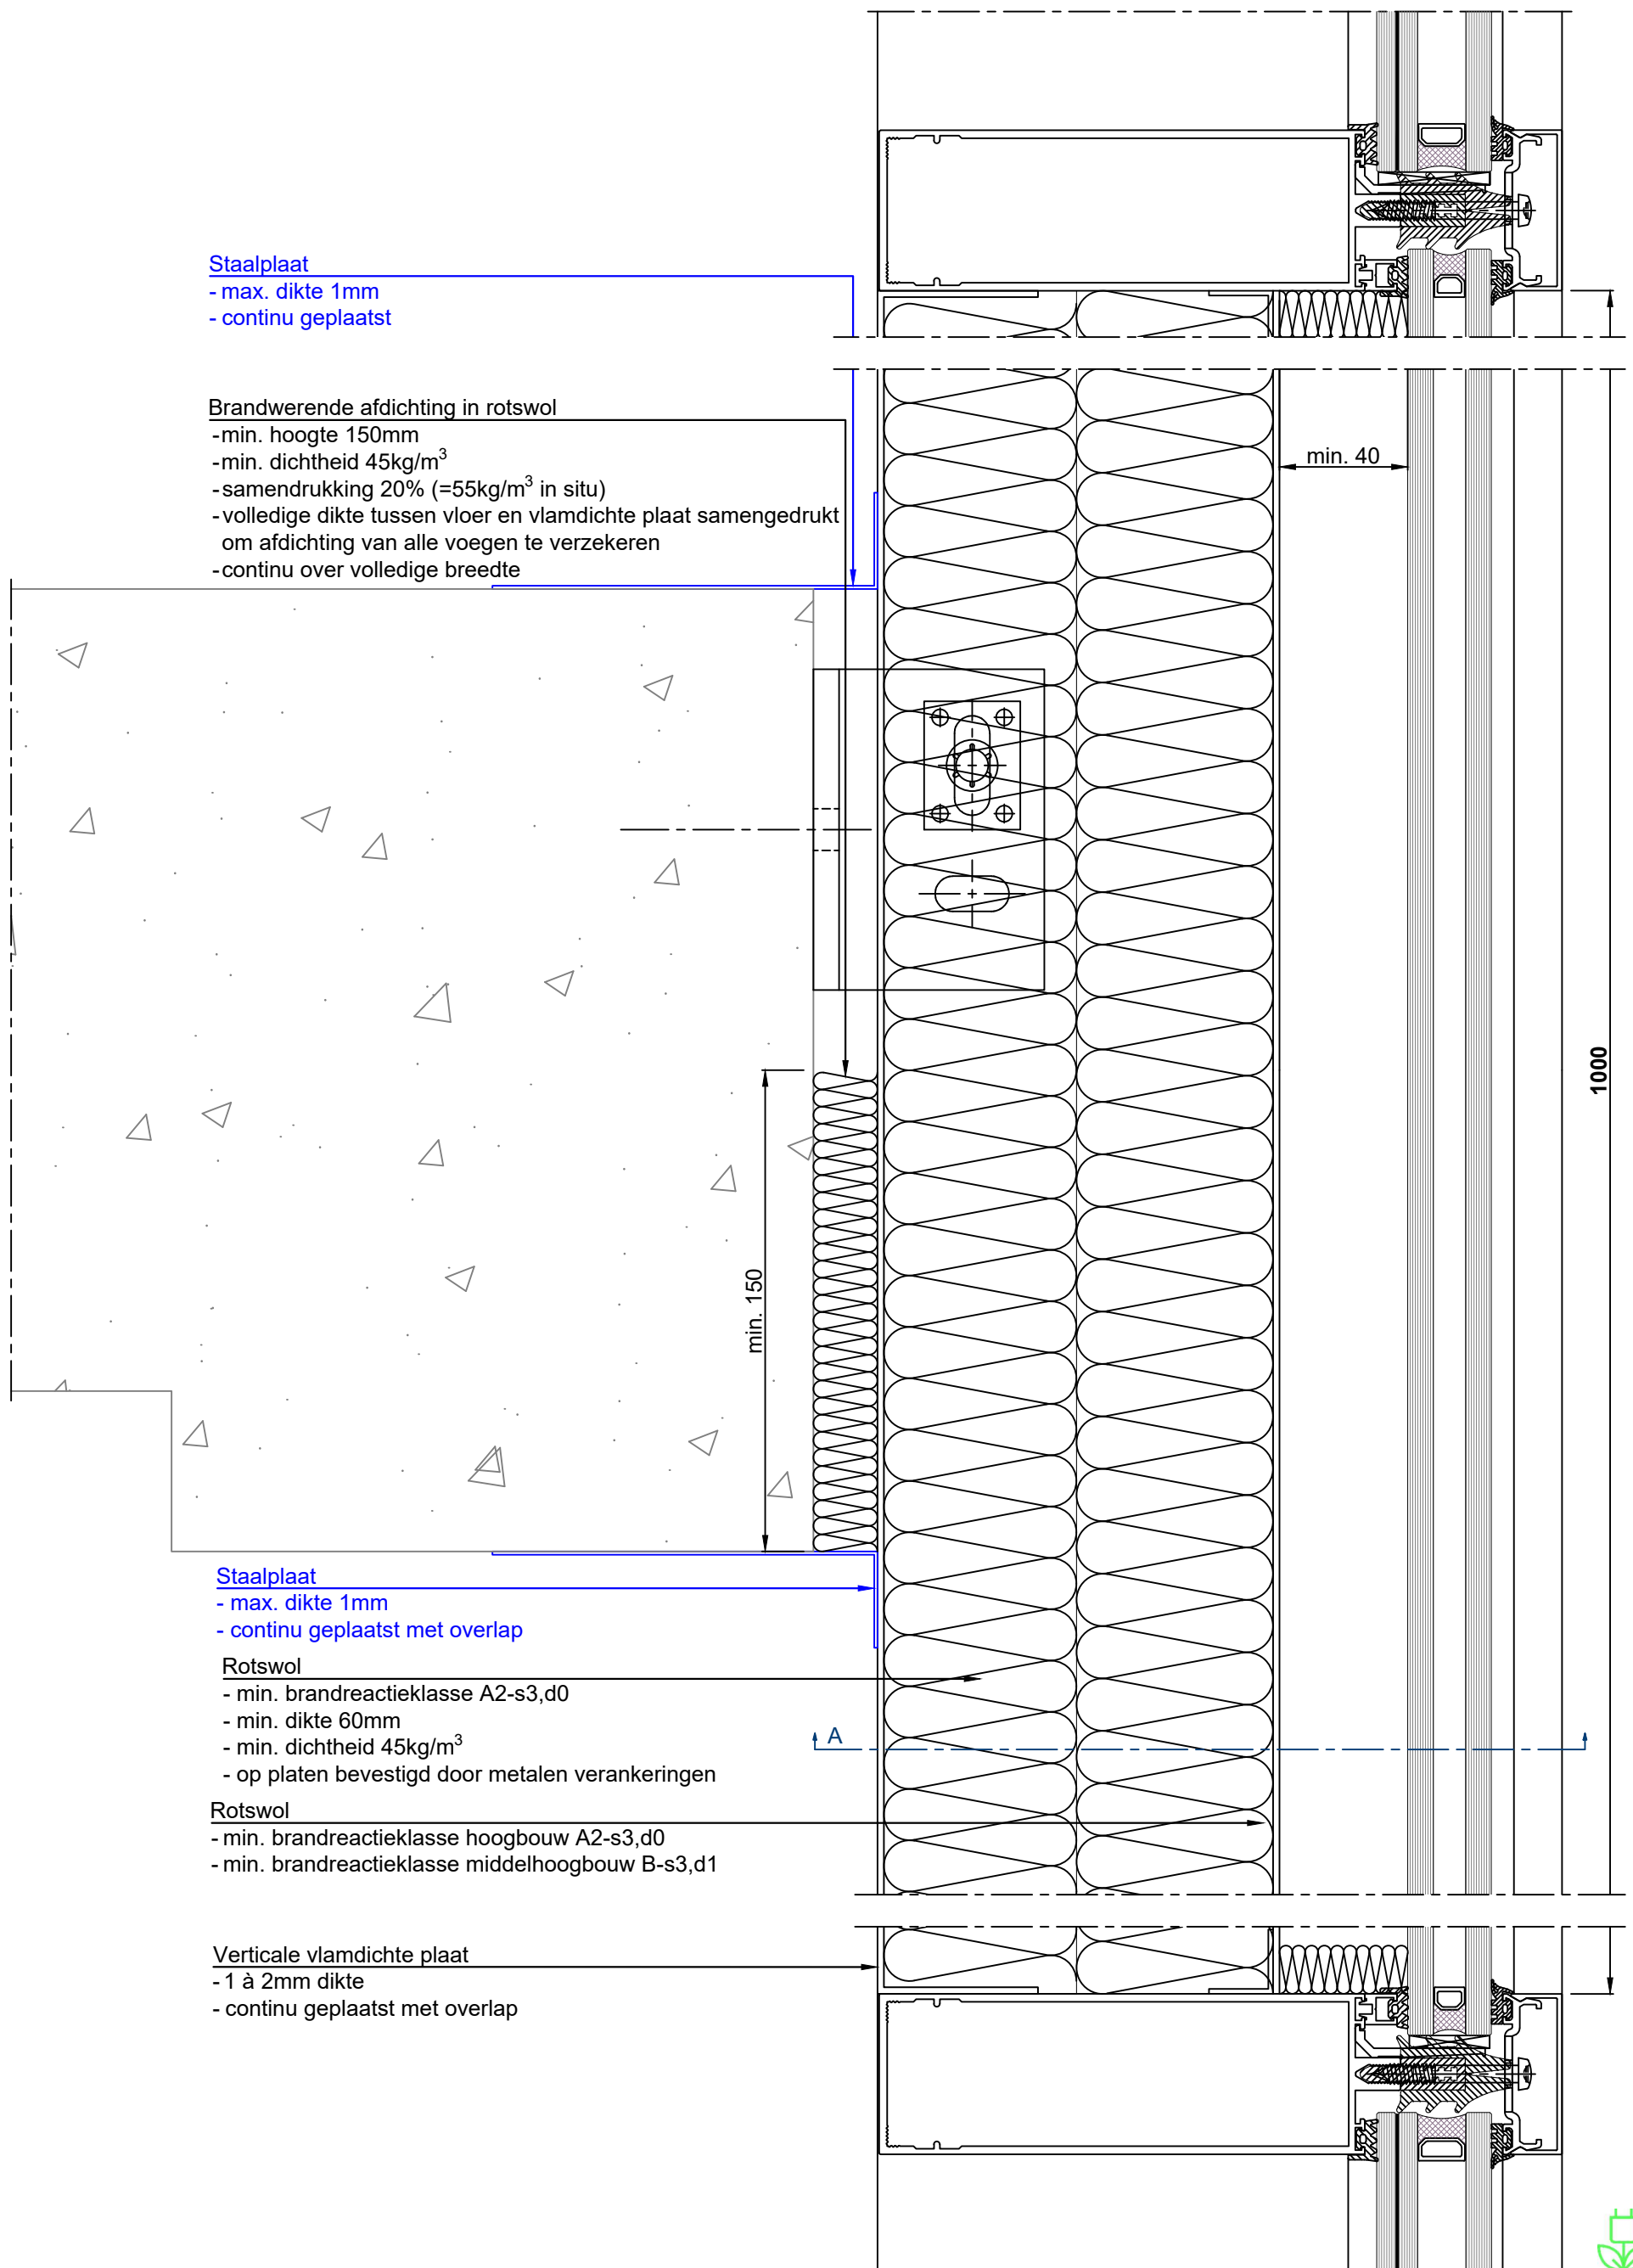 Staalplaat
- max. dikte 1mm
- continu geplaatst
Brandwerende afdichting in rotswol
-min. hoogte 150mm
-min. dichtheid 45kg/m³
-samendrukking 20% (=55kg/m³ in situ)
-volledige dikte tussen vloer en vlamdichte plaat samengedrukt
om afdichting van alle voegen te verzekeren
-continu over volledige breedte
min. 40
1000
min. 150
Staalplaat
- max. dikte 1mm
- continu geplaatst met overlap
Rotswol
- min. brandreactieklasse A2-s3,d0
- min. dikte 60mm
- min. dichtheid 45kg/m³
- op platen bevestigd door metalen verankeringen
A
Rotswol
- min. brandreactieklasse hoogbouw A2-s3,d0
- min. brandreactieklasse middelhoogbouw B-s3,d1
Verticale vlamdichte plaat
-1 à 2mm dikte
- continu geplaatst met overlap